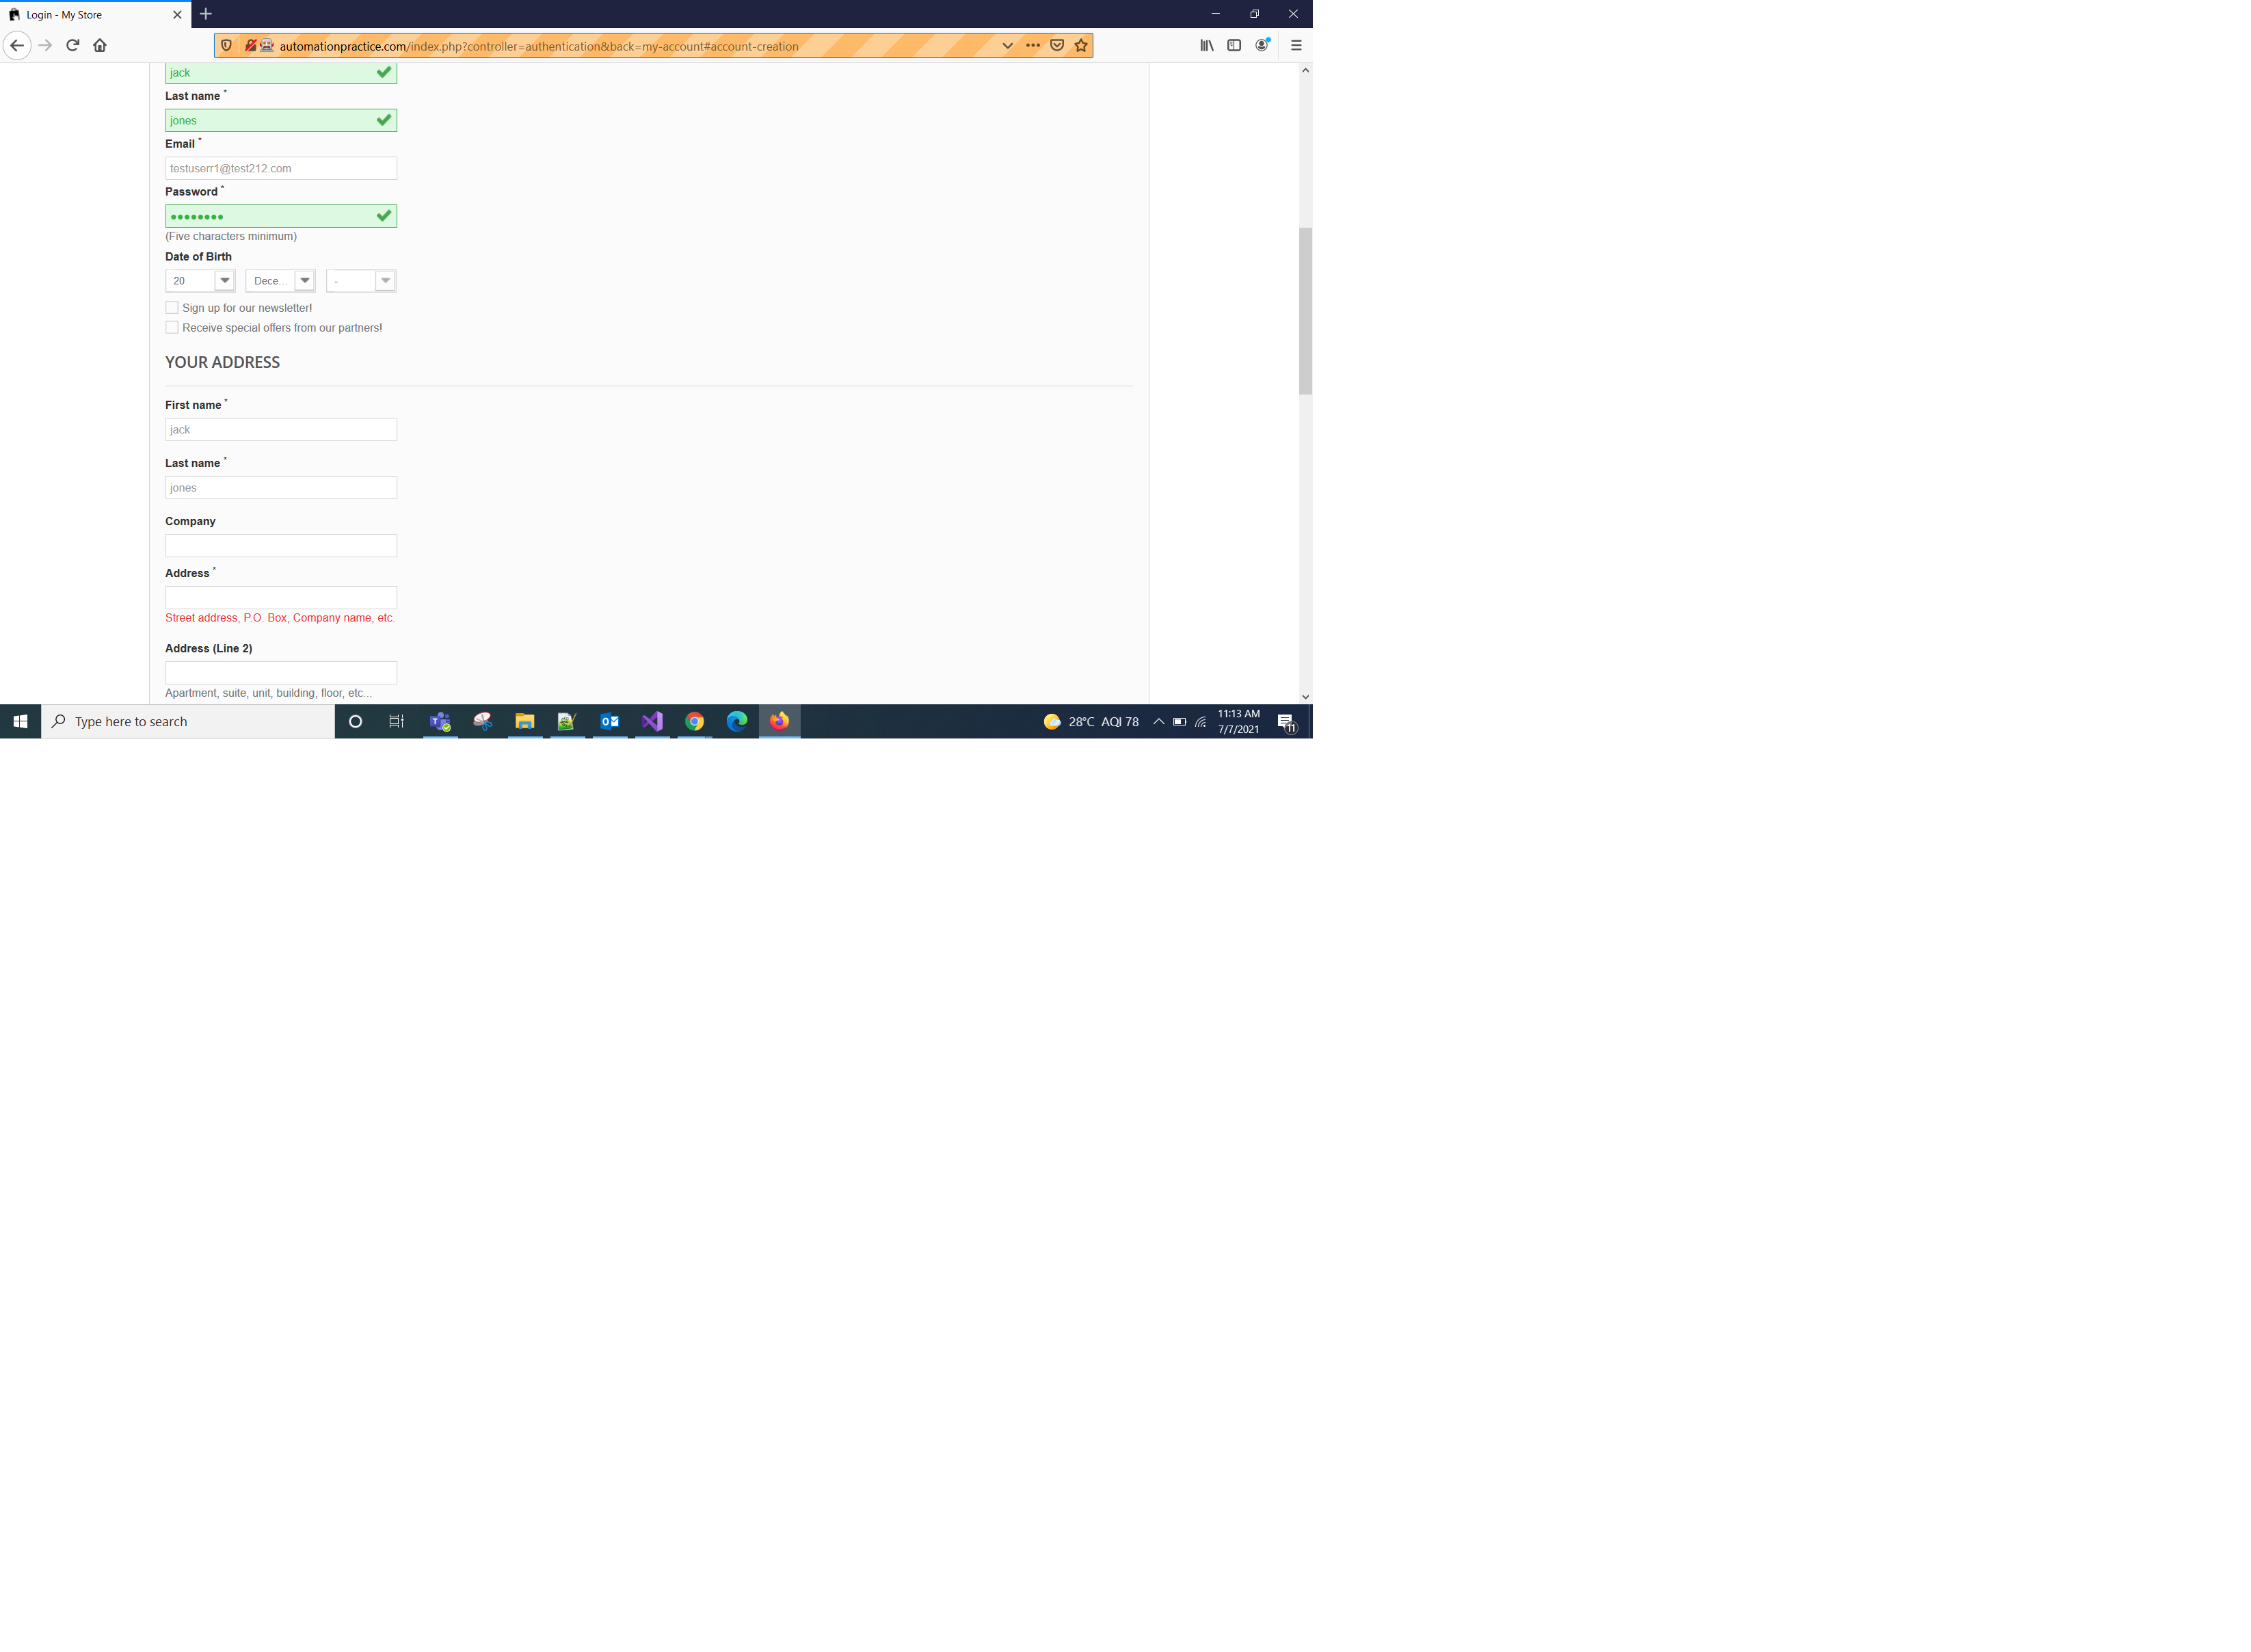 Login - My Store
automationpractice.com/index.php?controller=authentication&back=my-account#account-creation
jack
Last name *
jones
Email *
testuserr1@test212.com
Password *
(Five characters minimum)
Date of Birth
20 Dece... -
Sign up for our newsletter!
Receive special offers from our partners!
YOUR ADDRESS
First name *
jack
Last name *
jones
Company
Address *
Street address, P.O. Box, Company name, etc.
Address (Line 2)
Apartment, suite, unit, building, floor, etc...
Type here to search
28°C AQI 78
11:13 AM
7/7/2021
11